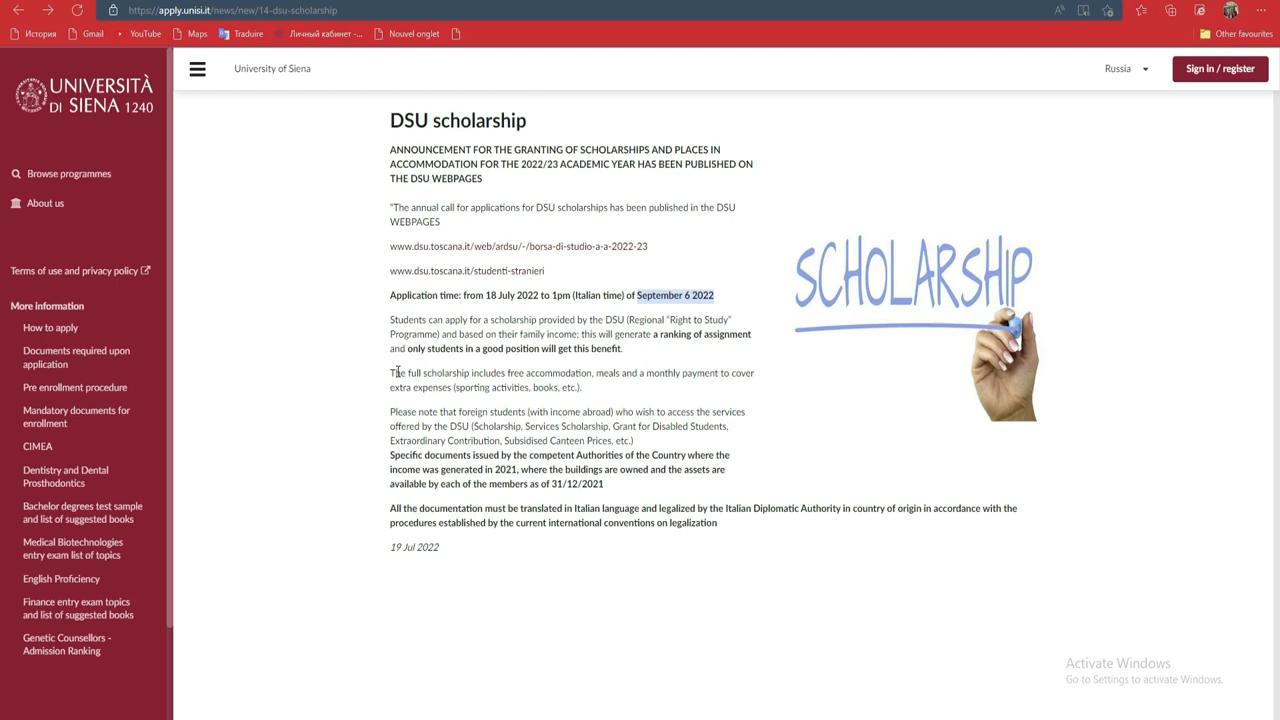 https://apply.unisi.it/news/new/14-dsu-scholarship
История
Gmail
YouTube
Maps
Traduire
Личный кабинет -...
Nouvel onglet
Other favourites
UNIVERSITÀ
DI SIENA 1240
University of Siena
Russia
Sign in / register
Browse programmes
About us
Terms of use and privacy policy
More information
How to apply
Documents required upon
application
Pre enrollment procedure
Mandatory documents for
enrollment
CIMEA
Dentistry and Dental
Prosthodontics
Bachelor degrees test sample
and list of suggested books
Medical Biotechnologies
entry exam list of topics
English Proficiency
Finance entry exam topics
and list of suggested books
Genetic Counsellors -
Admission Ranking
DSU scholarship
ANNOUNCEMENT FOR THE GRANTING OF SCHOLARSHIPS AND PLACES IN
ACCOMMODATION FOR THE 2022/23 ACADEMIC YEAR HAS BEEN PUBLISHED ON
THE DSU WEBPAGES
"The annual call for applications for DSU scholarships has been published in the DSU
WEBPAGES
www.dsu.toscana.it/web/ardsu/-/borsa-di-studio-a-a-2022-23
www.dsu.toscana.it/studenti-stranieri
Application time: from 18 July 2022 to 1pm (Italian time) of September 6 2022
Students can apply for a scholarship provided by the DSU (Regional "Right to Study"
Programme) and based on their family income; this will generate a ranking of assignment
and only students in a good position will get this benefit.
The full scholarship includes free accommodation, meals and a monthly payment to cover
extra expenses (sporting activities, books, etc.).
Please note that foreign students (with income abroad) who wish to access the services
offered by the DSU (Scholarship, Services Scholarship, Grant for Disabled Students,
Extraordinary Contribution, Subsidised Canteen Prices, etc.)
Specific documents issued by the competent Authorities of the Country where the
income was generated in 2021, where the buildings are owned and the assets are
available by each of the members as of 31/12/2021
All the documentation must be translated in Italian language and legalized by the Italian Diplomatic Authority in country of origin in accordance with the
procedures established by the current international conventions on legalization
19 Jul 2022
SCHOLARSHIP
Activate Windows
Go to Settings to activate Windows.